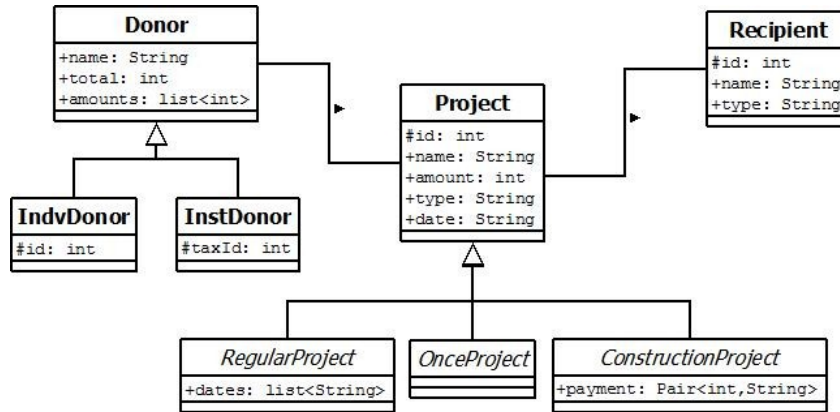 Donor
+name: String
+total: int
+amounts: list<int>
Recipient
#id: int
+name: String
+type: String
Project
#id: int
+name: String
+amount: int
+type: String
+date: String
IndvDonor
#id: int
InstDonor
#taxId: int
RegularProject
+dates: list<String>
OnceProject
ConstructionProject
+payment: Pair<int,String>